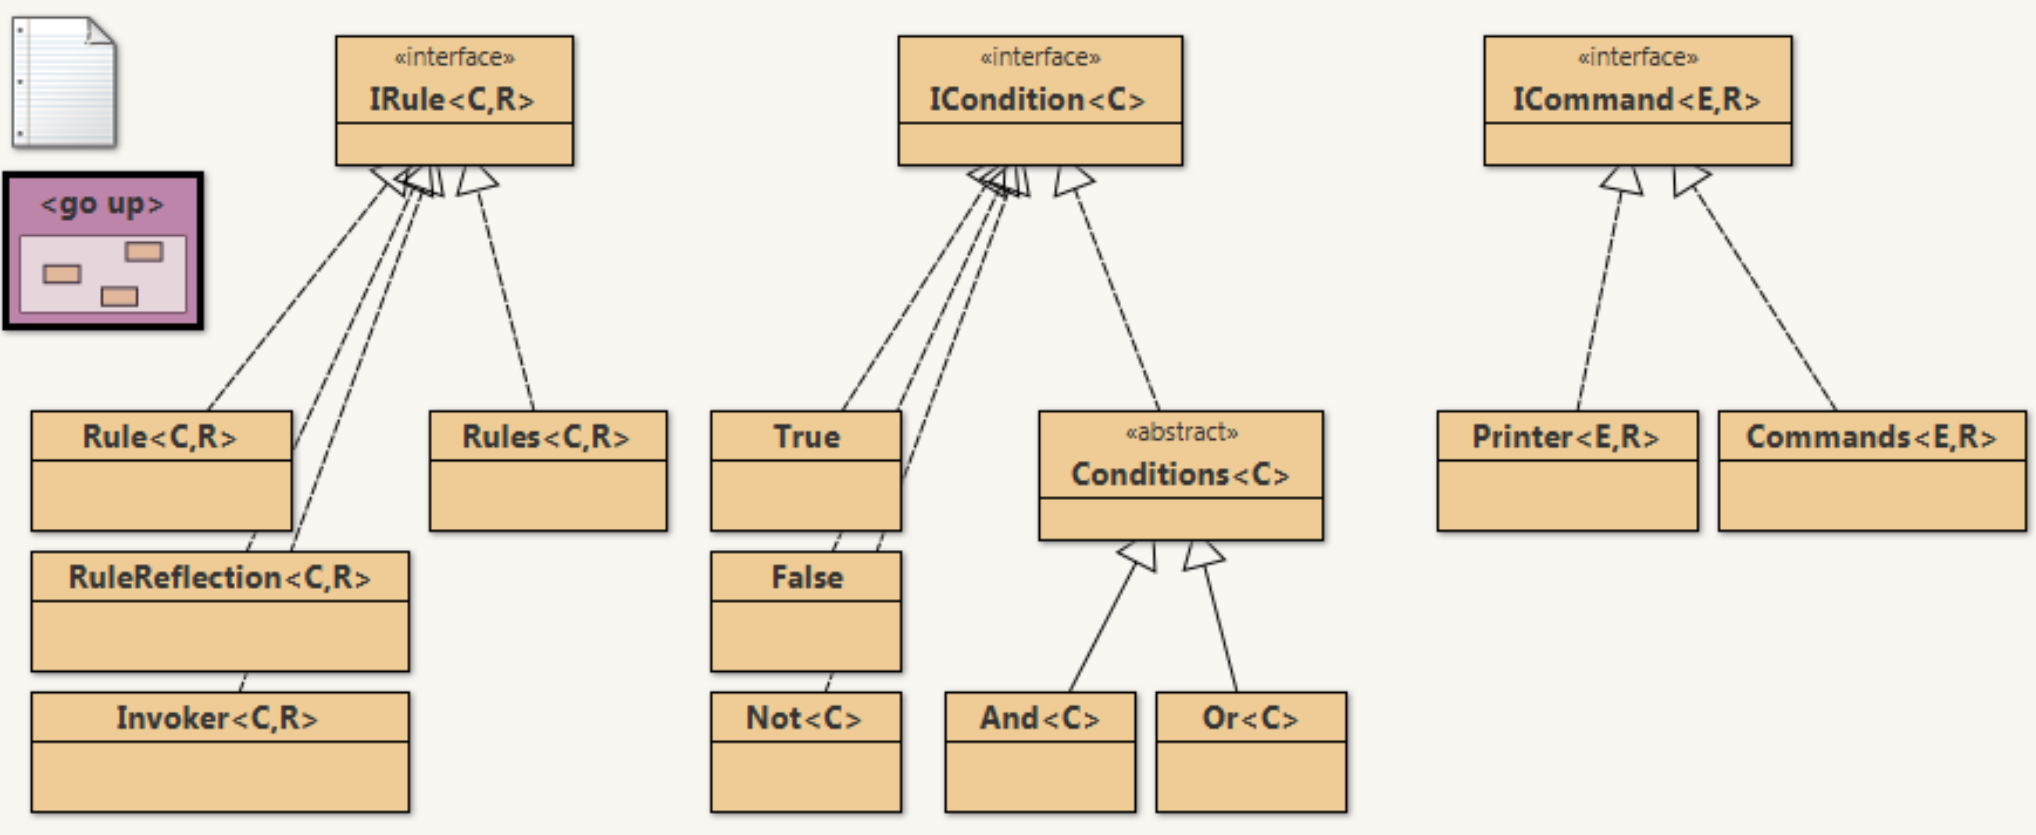 «interface»
IRule<C,R>
«interface»
ICondition<C>
«interface»
ICommand<E,R>
<go up>
Rule<C,R>
Rules<C,R>
True
«abstract»
Conditions<C>
Printer<E,R>
Commands<E,R>
RuleReflection<C,R>
False
Invoker<C,R>
Not<C>
And<C>
Or<C>